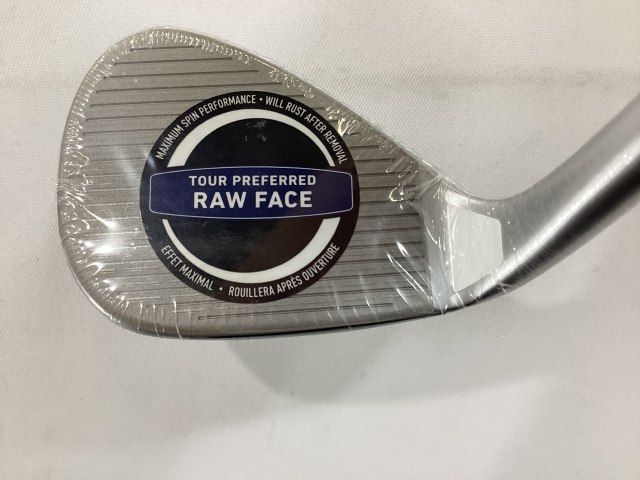 MAXIMUM SPIN PERFORMANCE • WILL RUST AFTER REMOVAL
TOUR PREFERRED
RAW FACE
EFFET MAXIMAL • ROUILLERA APRÈS OUVERTURE